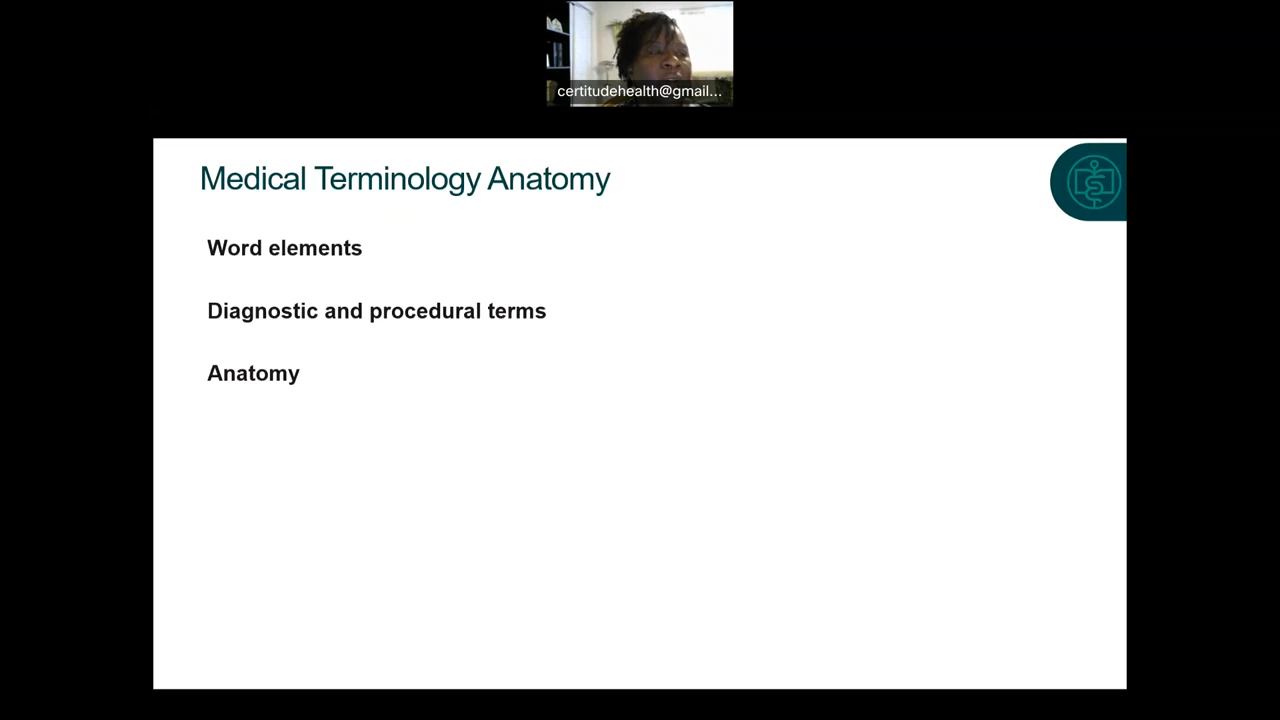 certitudehealth@gmail...
Medical Terminology Anatomy
Word elements
Diagnostic and procedural terms
Anatomy